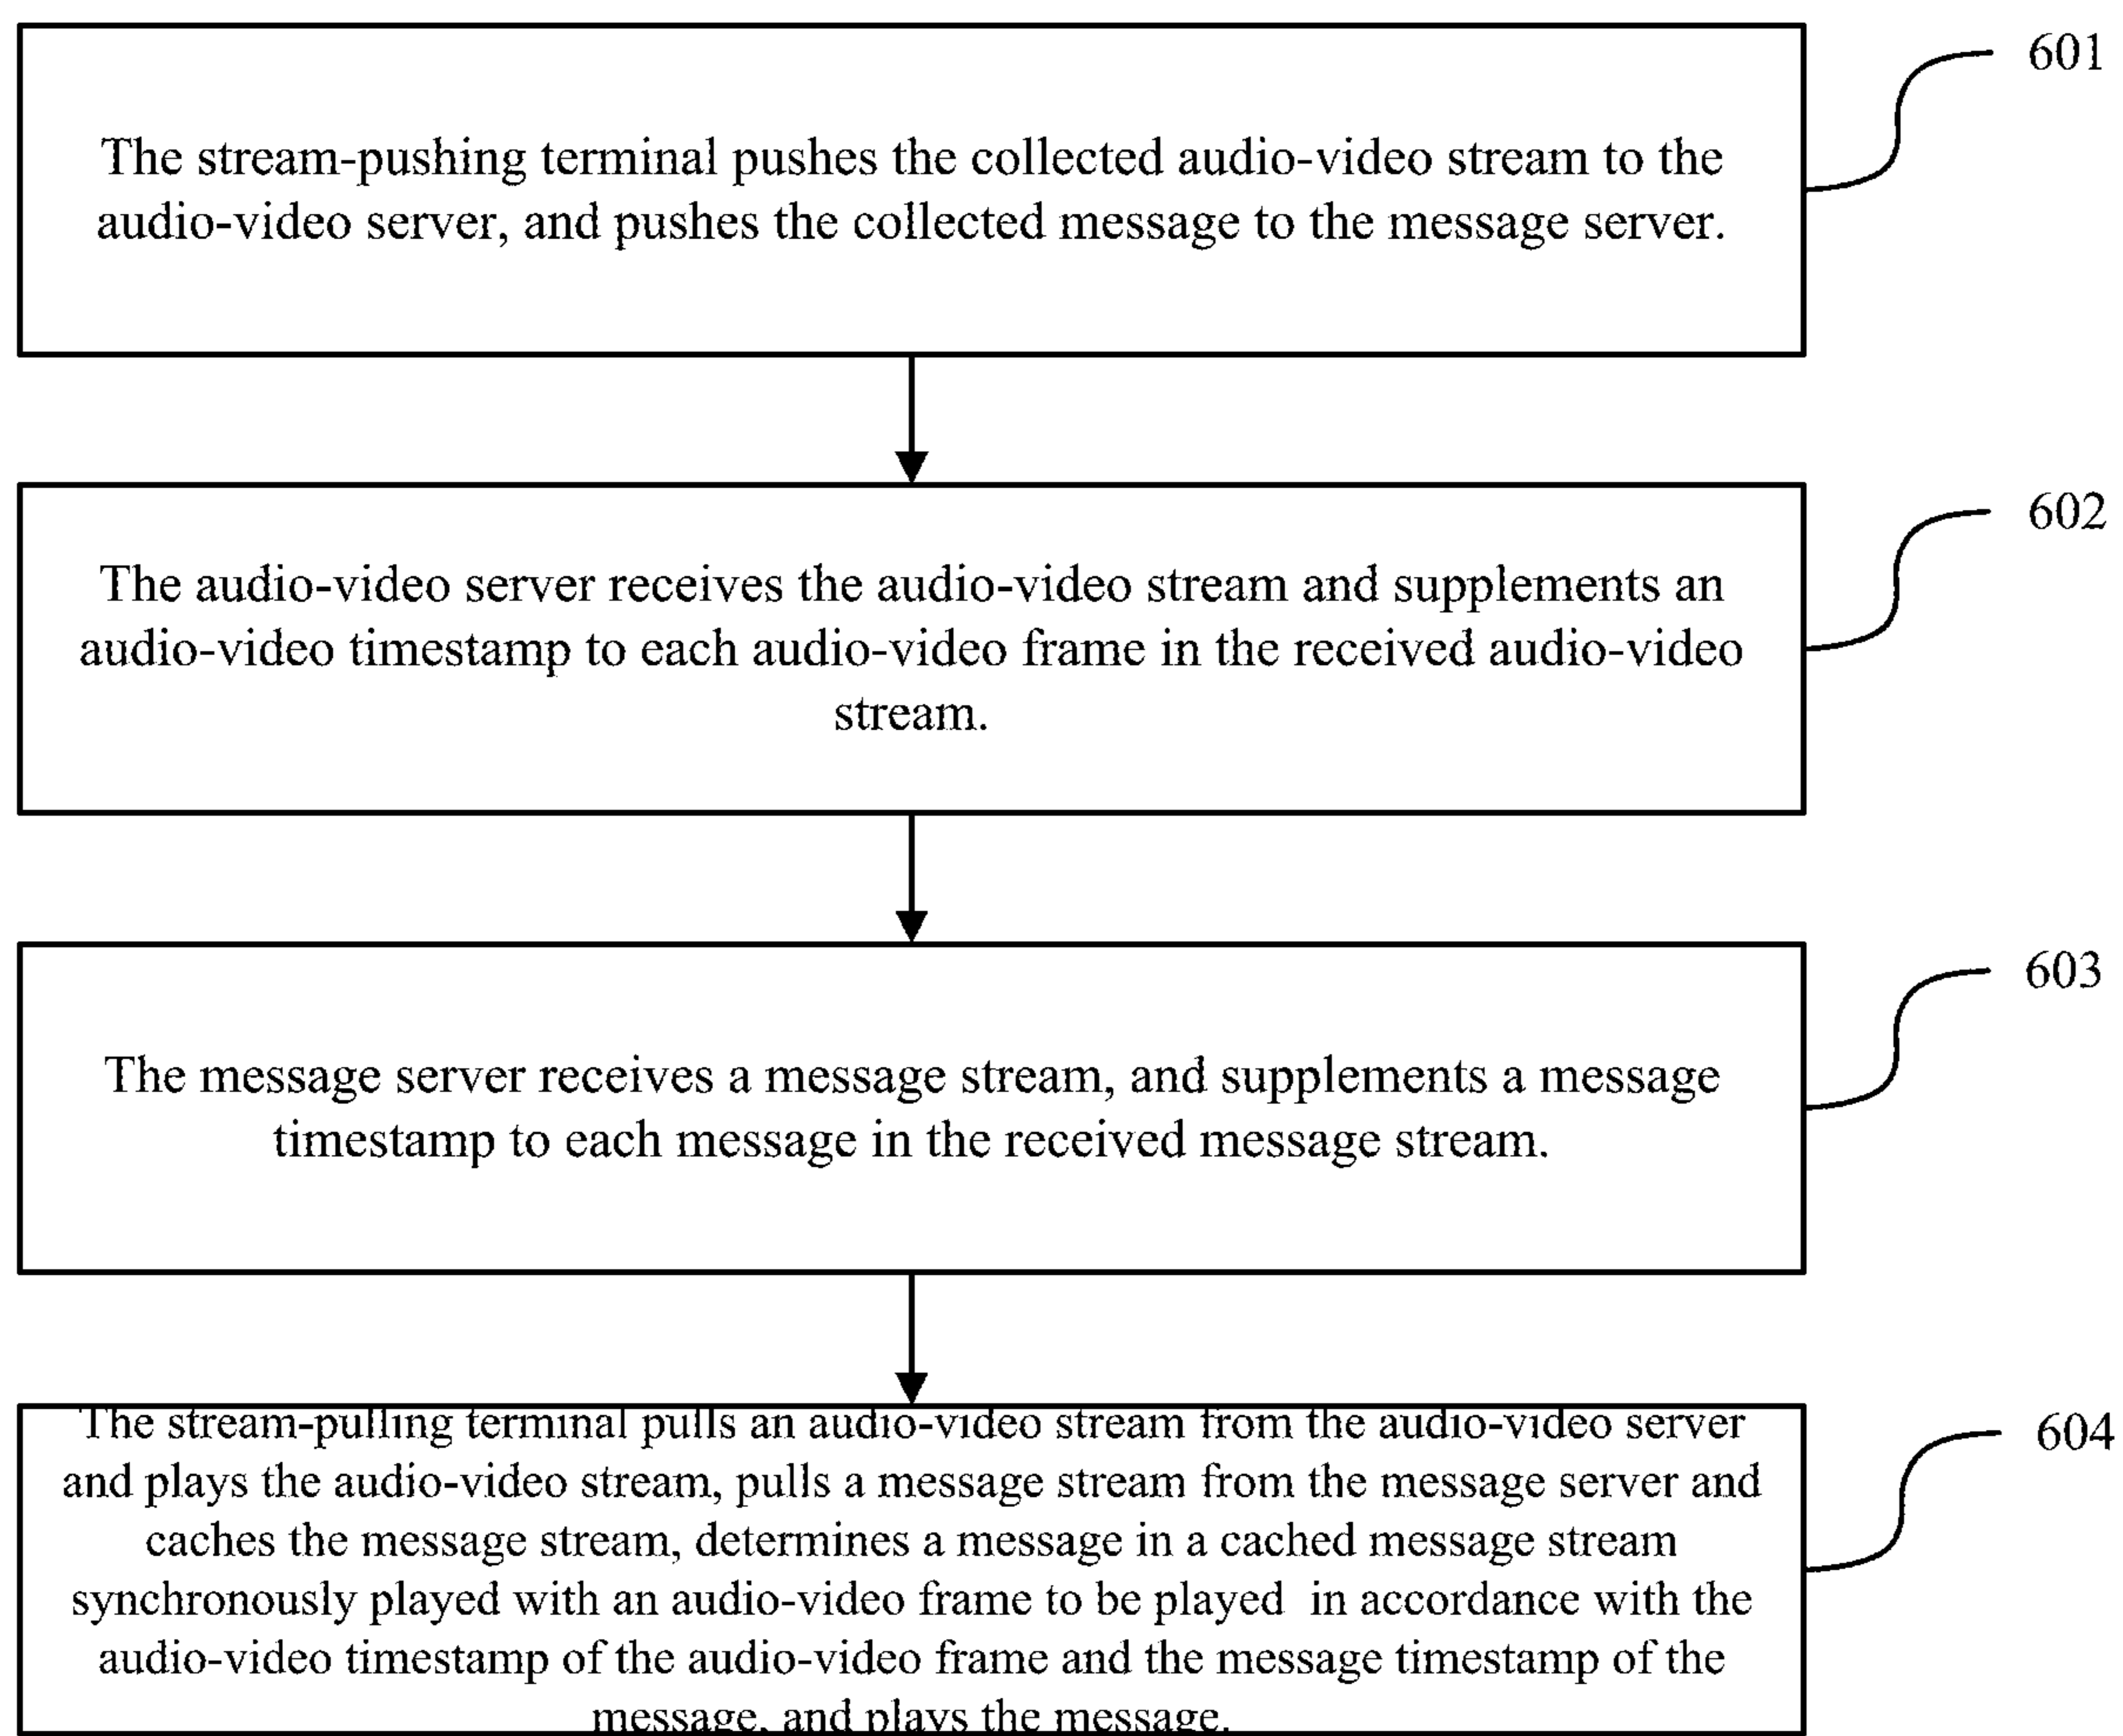 601
The stream-pushing terminal pushes the collected audio-video stream to the
audio-video server, and pushes the collected message to the message server.
602
The audio-video server receives the audio-video stream and supplements an
audio-video timestamp to each audio-video frame in the received audio-video
stream.
603
The message server receives a message stream, and supplements a message
timestamp to each message in the received message stream.
604
The stream-pulling terminal pulls an audio-video stream from the audio-video server
and plays the audio-video stream, pulls a message stream from the message server and
caches the message stream, determines a message in a cached message stream
synchronously played with an audio-video frame to be played in accordance with the
audio-video timestamp of the audio-video frame and the message timestamp of the
message, and plays the message.